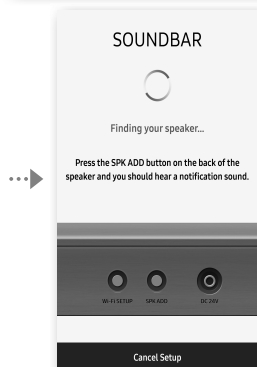 SOUNDBAR
Finding your speaker...
Press the SPK ADD button on the back of the
speaker and you should hear a notification sound.
Wi-Fi SETUP SPK ADD DC 24V
Cancel Setup